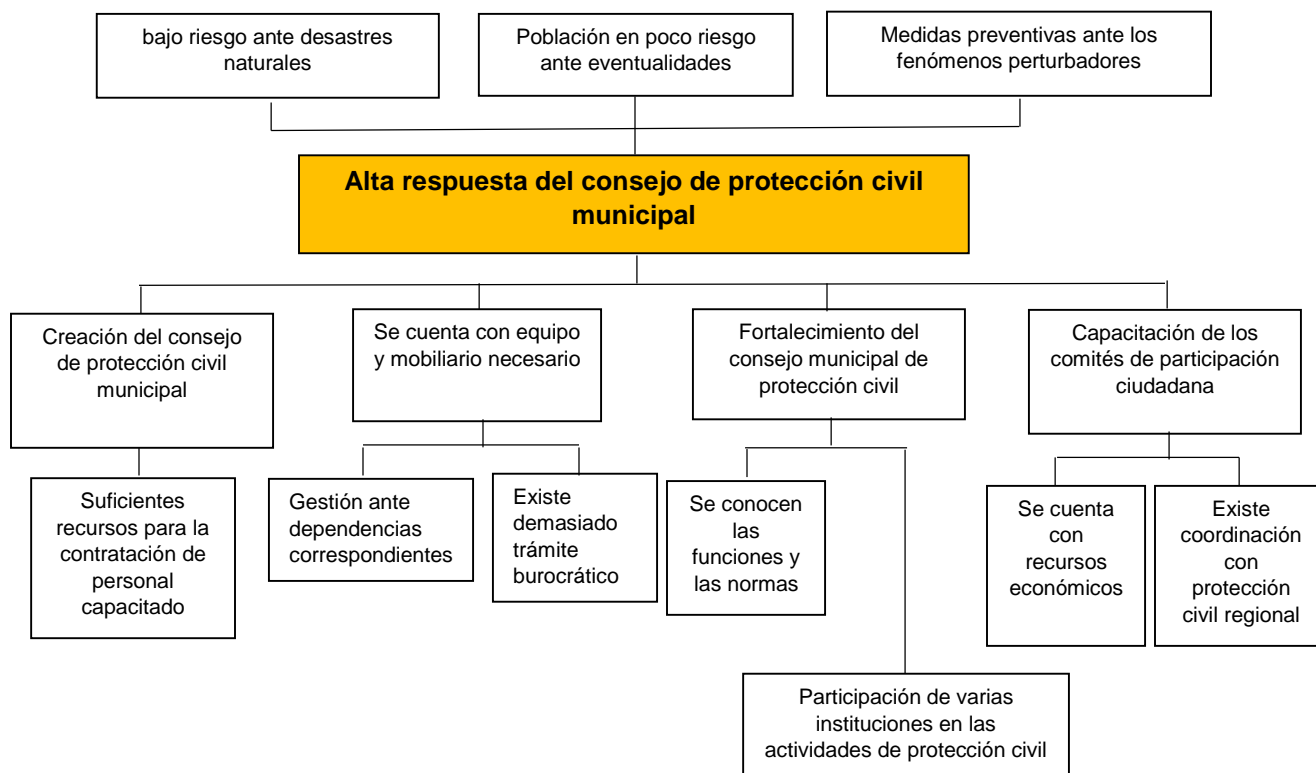 bajo riesgo ante desastres
naturales
Población en poco riesgo
ante eventualidades
Medidas preventivas ante los
fenómenos perturbadores
Alta respuesta del consejo de protección civil
municipal
Creación del consejo
de protección civil
municipal
Se cuenta con equipo
y mobiliario necesario
Fortalecimiento del
consejo municipal de
protección civil
Capacitación de los
comités de participación
ciudadana
Suficientes
recursos para la
contratación de
personal
capacitado
Gestión ante
dependencias
correspondientes
Existe
demasiado
trámite
burocrático
Se conocen
las
funciones y
las normas
Se cuenta
con
recursos
económicos
Existe
coordinación
con
protección
civil regional
Participación de varias
instituciones en las
actividades de protección civil